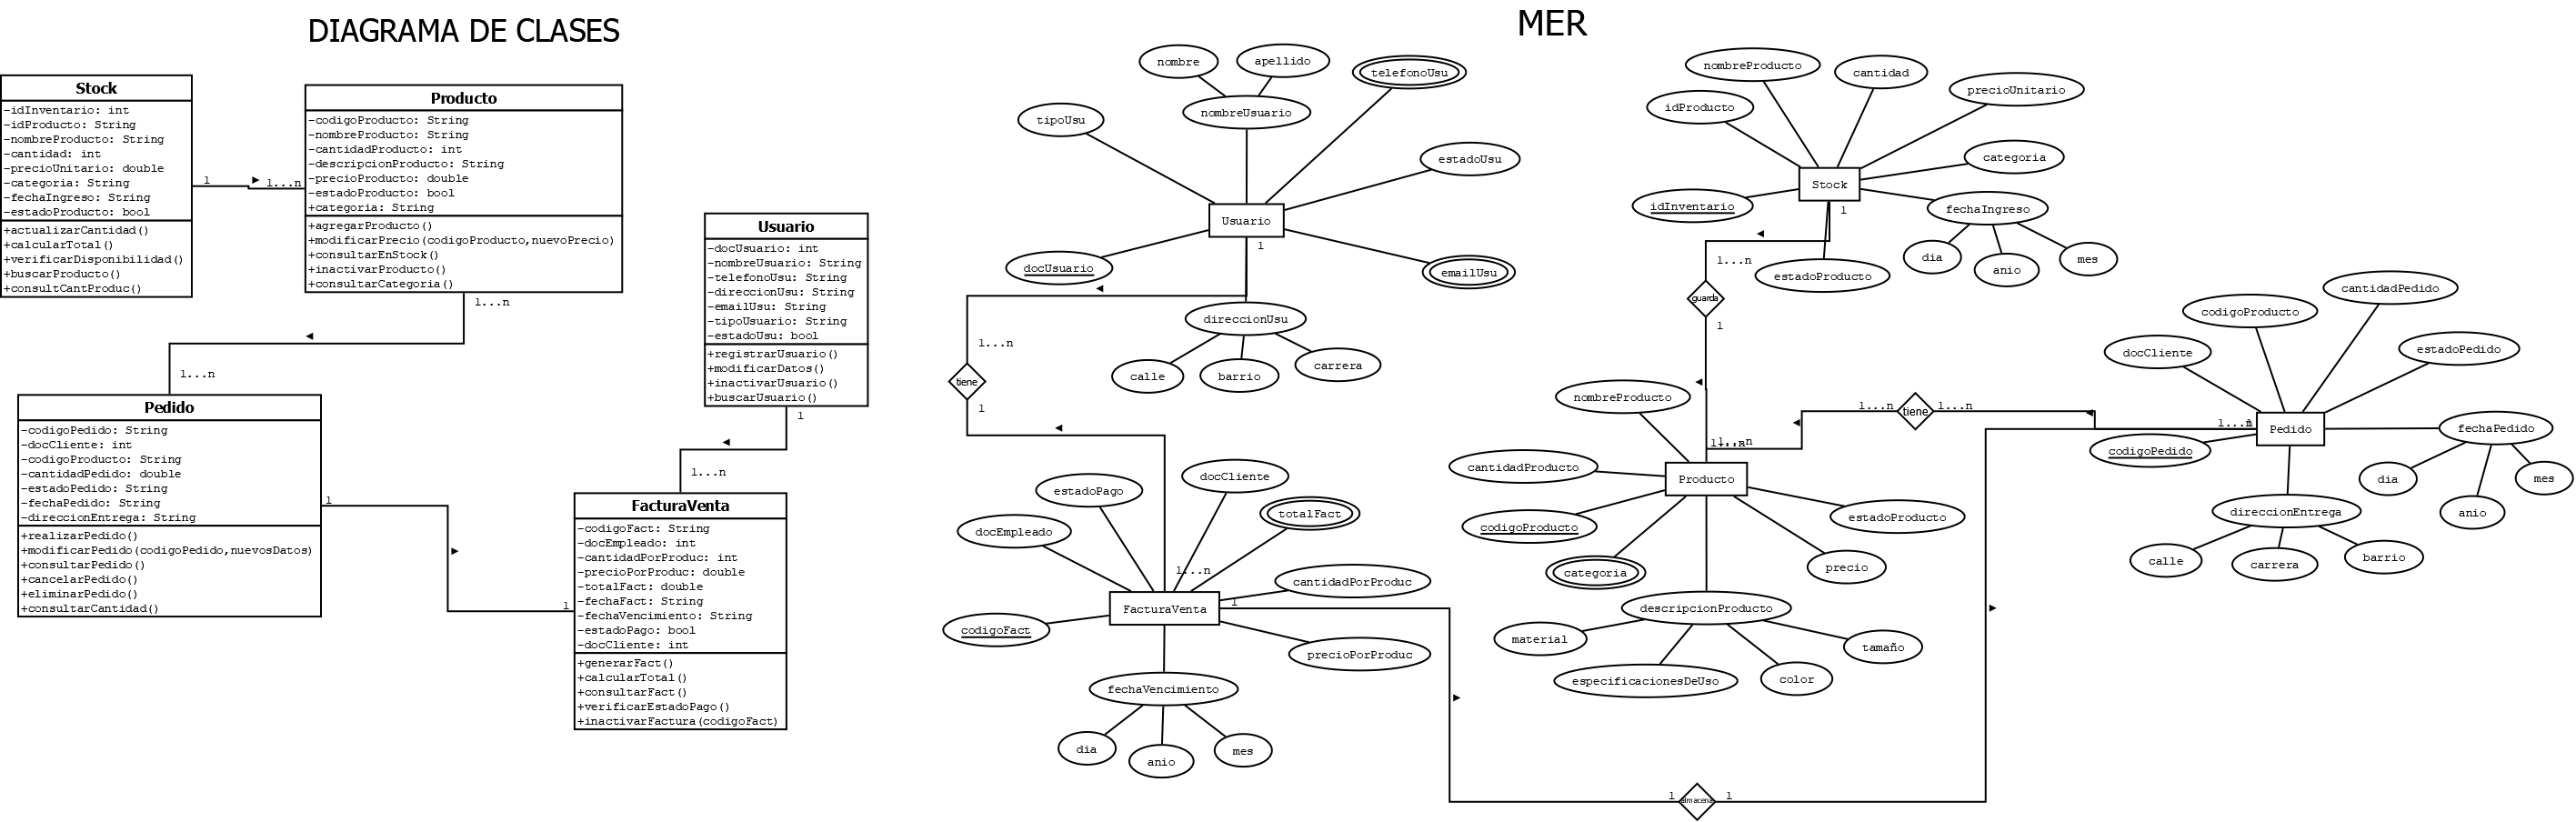 DIAGRAMA DE CLASES
Stock
-idInventario: int
-idProducto: String
-nombreProducto: String
-cantidad: int
-precioUnitario: double
-categoria: String
-fechaIngreso: String
-estadoProducto: bool
+actualizarCantidad()
+calcularTotal()
+verificarDisponibilidad()
+buscarProducto()
+consultCantProduc()
1
1...n
Producto
-codigoProducto: String
-nombreProducto: String
-cantidadProducto: int
-descripcionProducto: String
-precioProducto: double
-estadoProducto: bool
+categoria: String
+agregarProducto()
+modificarPrecio(codigoProducto,nuevoPrecio)
+consultarEnStock()
+inactivarProducto()
+consultarCategoria()
1...n
1...n
Usuario
-docUsuario: int
-nombreUsuario: String
-telefonoUsu: String
-direccionUsu: String
-emailUsu: String
-tipoUsuario: String
-estadoUsu: bool
+registrarUsuario()
+modificarDatos()
+inactivarUsuario()
+buscarUsuario()
1
1...n
Pedido
-codigoPedido: String
-docCliente: int
-codigoProducto: String
-cantidadPedido: double
-estadoPedido: String
-fechaPedido: String
-direccionEntrega: String
+realizarPedido()
+modificarPedido(codigoPedido,nuevosDatos)
+consultarPedido()
+cancelarPedido()
+eliminarPedido()
+consultarCantidad()
1
1
FacturaVenta
-codigoFact: String
-docEmpleado: int
-cantidadPorProduc: int
-precioPorProduc: double
-totalFact: double
-fechaFact: String
-fechaVencimiento: String
-estadoPago: bool
-docCliente: int
+generarFact()
+calcularTotal()
+consultarFact()
+verificarEstadoPago()
+inactivarFactura(codigoFact)
MER
nombre
apellido
telefonoUsu
tipoUsu
nombreUsuario
estadoUsu
Usuario
1
docUsuario
emailUsu
direccionUsu
calle
barrio
carrera
1...n
tiene
1
docCliente
estadoPago
totalFact
docEmpleado
1...n
cantidadPorProduc
FacturaVenta
1
codigoFact
precioPorProduc
fechaVencimiento
dia
anio
mes
nombreProducto
cantidad
precioUnitario
idProducto
categoria
Stock
1
idInventario
fechaIngreso
dia
anio
mes
estadoProducto
1...n
guarda
1
nombreProducto
1...n
cantidadProducto
Producto
codigoProducto
estadoProducto
categoria
precio
descripcionProducto
material
tamaño
especificacionesDeUso
color
1...n
tiene
1...n
cantidadPedido
codigoProducto
docCliente
estadoPedido
1...n
Pedido
fechaPedido
codigoPedido
dia
mes
anio
direccionEntrega
calle
carrera
barrio
1
almacena
1